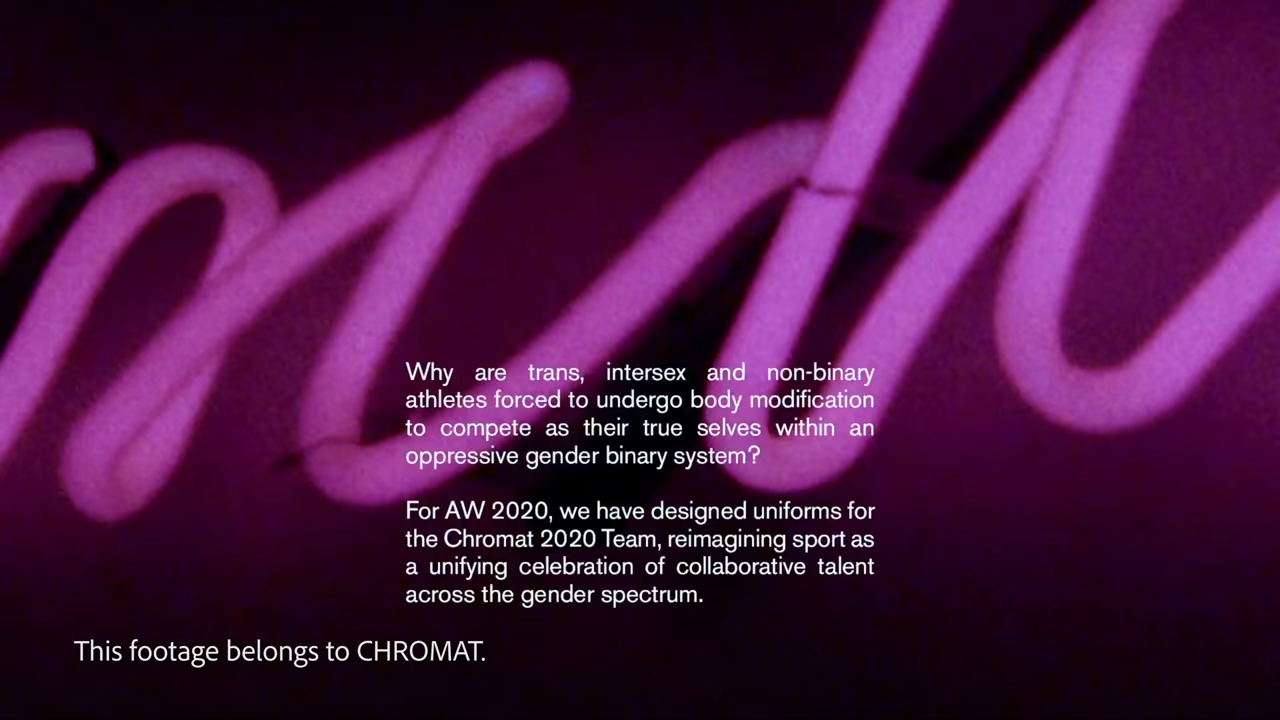 Why are trans, intersex and non-binary
athletes forced to undergo body modification
to compete as their true selves within an
oppressive gender binary system?
For AW 2020, we have designed uniforms for
the Chromat 2020 Team, reimagining sport as
a unifying celebration of collaborative talent
across the gender spectrum.
This footage belongs to CHROMAT.